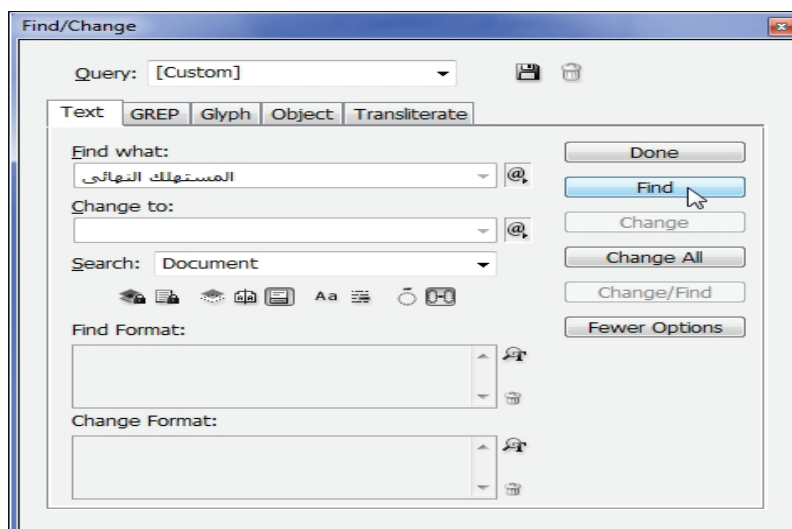 Find/Change
Query: [Custom]
Text GREP Glyph Object Transliterate
Find what:
المستهلك النهائى
Done
Find
Change to:
Change
Search: Document
Change All
Change/Find
Find Format:
Fewer Options
Change Format: